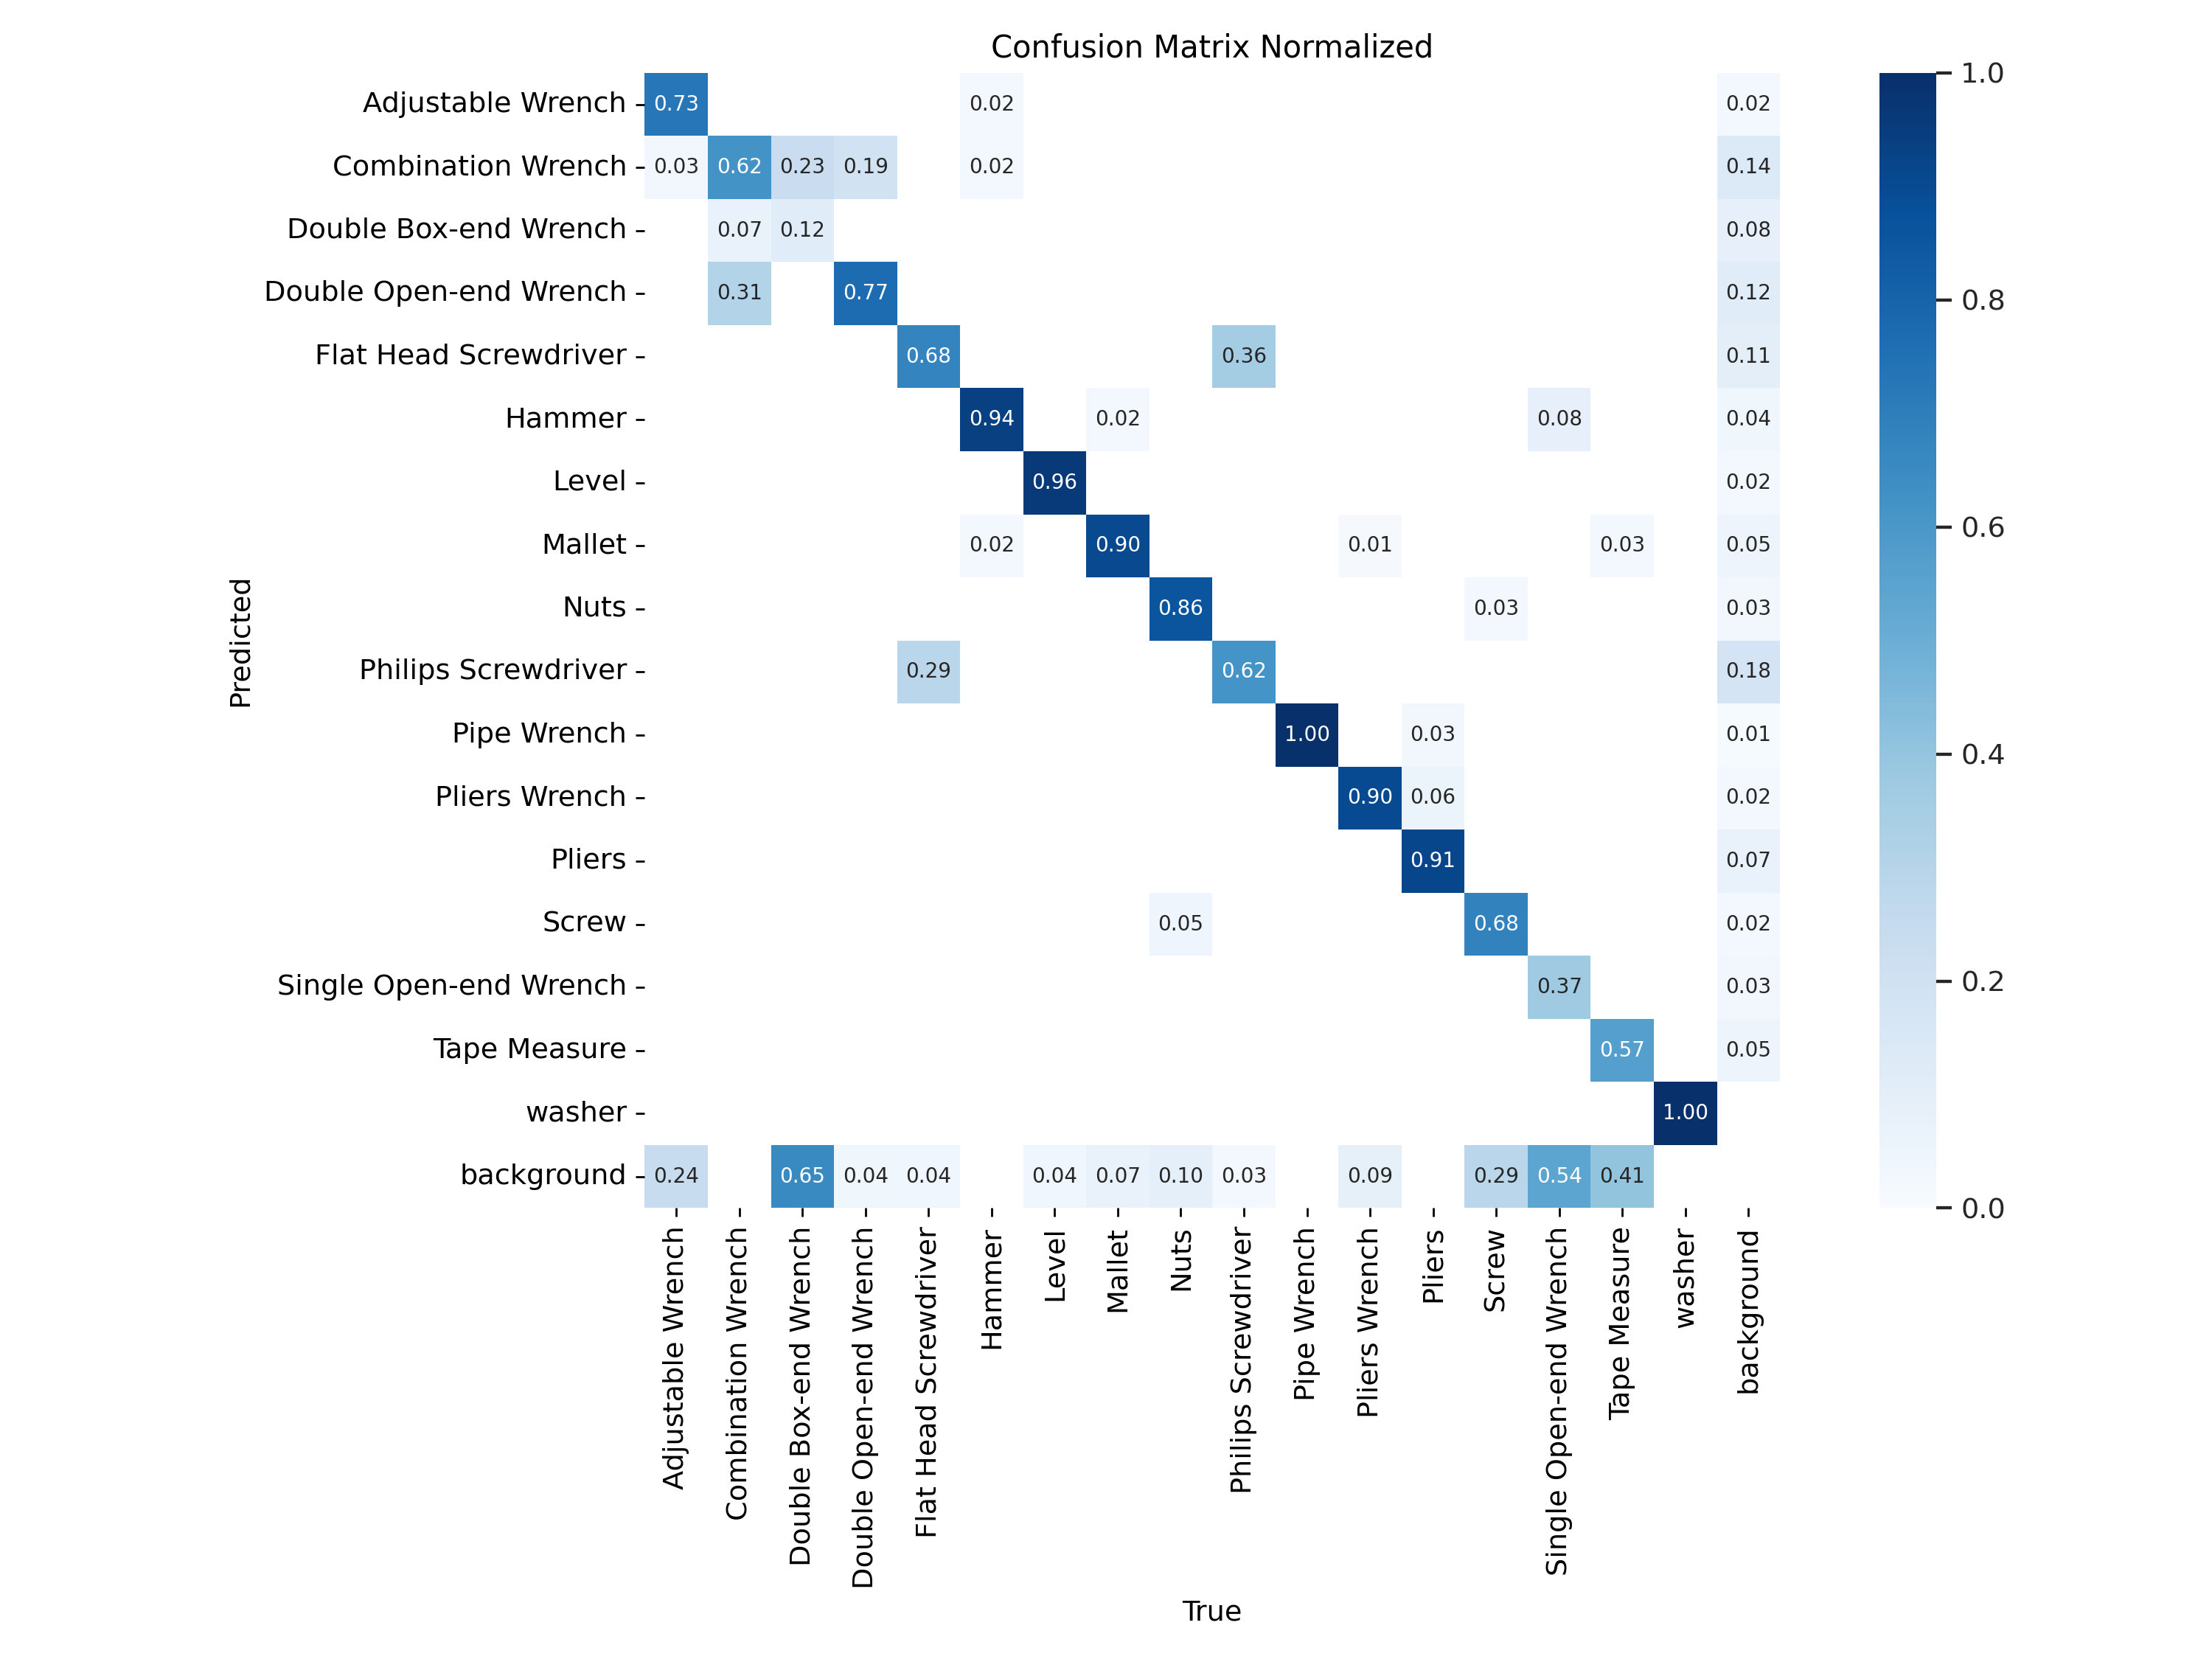 Confusion Matrix Normalized
Adjustable Wrench 0.73 0.02 0.02
Combination Wrench 0.03 0.62 0.23 0.19 0.02 0.14
Double Box-end Wrench 0.07 0.12 0.08
Double Open-end Wrench 0.31 0.77 0.12
Flat Head Screwdriver 0.68 0.36 0.11
Hammer 0.94 0.02 0.08 0.04
Level 0.96 0.02
Mallet 0.02 0.90 0.01 0.03 0.05
Nuts 0.86 0.03 0.03
Philips Screwdriver 0.29 0.62 0.18
Pipe Wrench 1.00 0.03 0.01
Pliers Wrench 0.90 0.06 0.02
Pliers 0.91 0.07
Screw 0.05 0.68 0.02
Single Open-end Wrench 0.37 0.03
Tape Measure 0.57 0.05
washer 1.00
background 0.24 0.65 0.04 0.04 0.04 0.07 0.10 0.03 0.09 0.29 0.54 0.41
Predicted
Adjustable Wrench
Combination Wrench
Double Box-end Wrench
Double Open-end Wrench
Flat Head Screwdriver
Hammer
Level
Mallet
Nuts
Philips Screwdriver
Pipe Wrench
Pliers Wrench
Pliers
Screw
Single Open-end Wrench
Tape Measure
washer
background
True
1.0
0.8
0.6
0.4
0.2
0.0